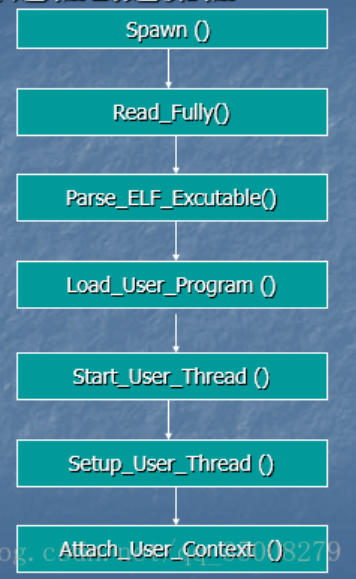 Spawn ()
Read_Fully()
Parse_ELF_Excutable()
Load_User_Program ()
Start_User_Thread ()
Setup_User_Thread ()
Attach_User_Context ()